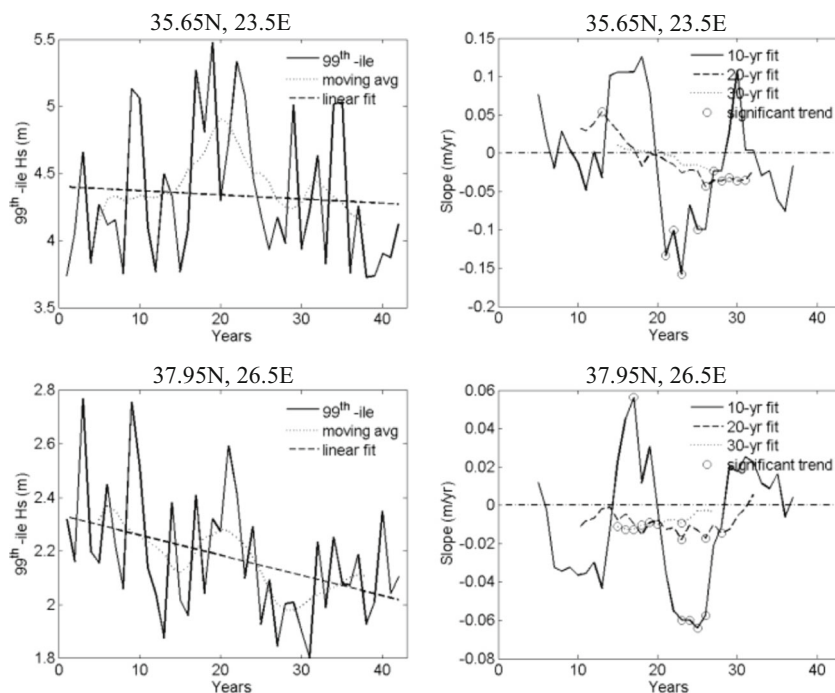 35.65N, 23.5E
99th -ile Hs (m)
5.5
5
4.5
4
3.5
99th -ile
moving avg
linear fit
0 10 20 30 40
Years
35.65N, 23.5E
Slope (m/yr)
0.15
0.1
0.05
0
-0.05
-0.1
-0.15
-0.2
10-yr fit
20-yr fit
30-yr fit
significant trend
0 10 20 30 40
Years
37.95N, 26.5E
99th -ile Hs (m)
2.8
2.6
2.4
2.2
2
1.8
99th -ile
moving avg
linear fit
0 10 20 30 40
Years
37.95N, 26.5E
Slope (m/yr)
0.06
0.04
0.02
0
-0.02
-0.04
-0.06
-0.08
10-yr fit
20-yr fit
30-yr fit
significant trend
0 10 20 30 40
Years